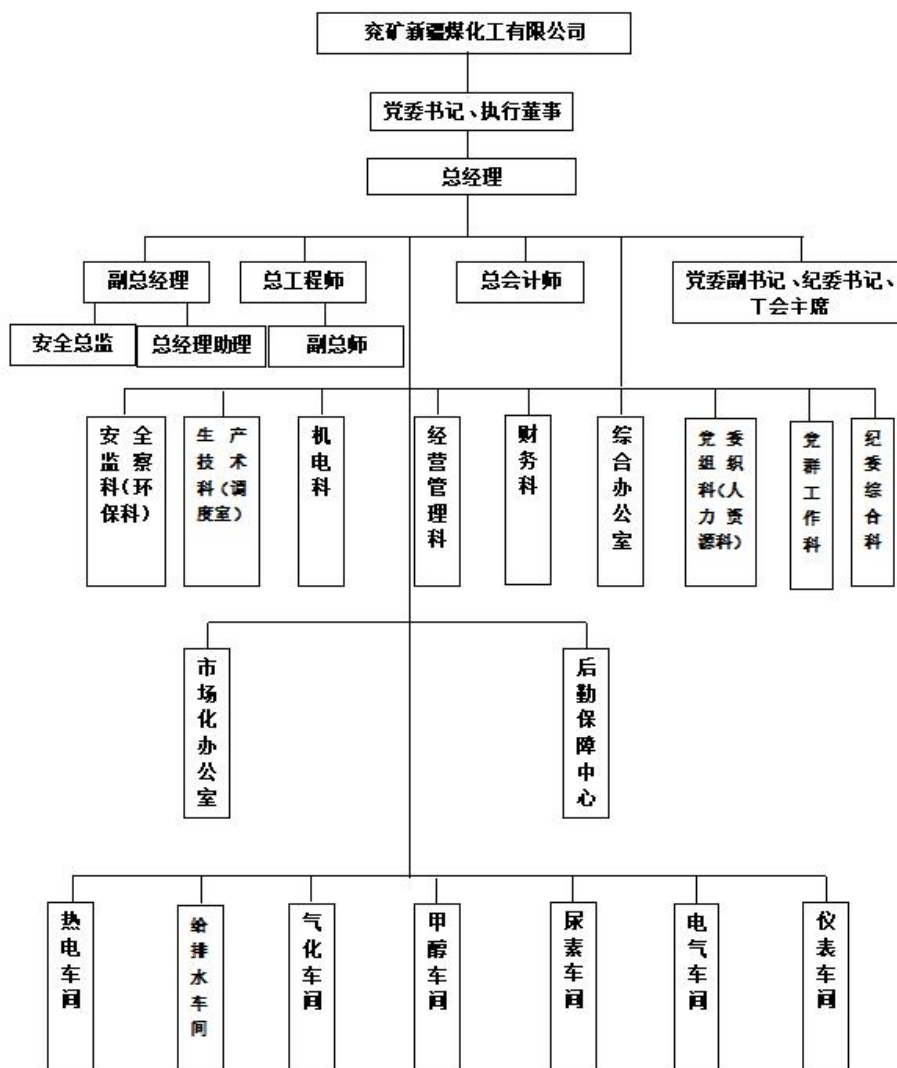 兖矿新疆煤化工有限公司
党委书记、执行董事
总经理
副总经理
总工程师
总会计师
党委副书记、纪委书记、
工会主席
安全总监
总经理助理
副总师
安全监察科(环保科)
生产技术科(调度室)
机电科
经营管理科
财务科
综合办公室
党委组织科(人力资源科)
党群工作科
纪委综合科
市场化办公室
后勤保障中心
热电车间
给排水车间
气化车间
甲醇车间
尿素车间
电气车间
仪表车间